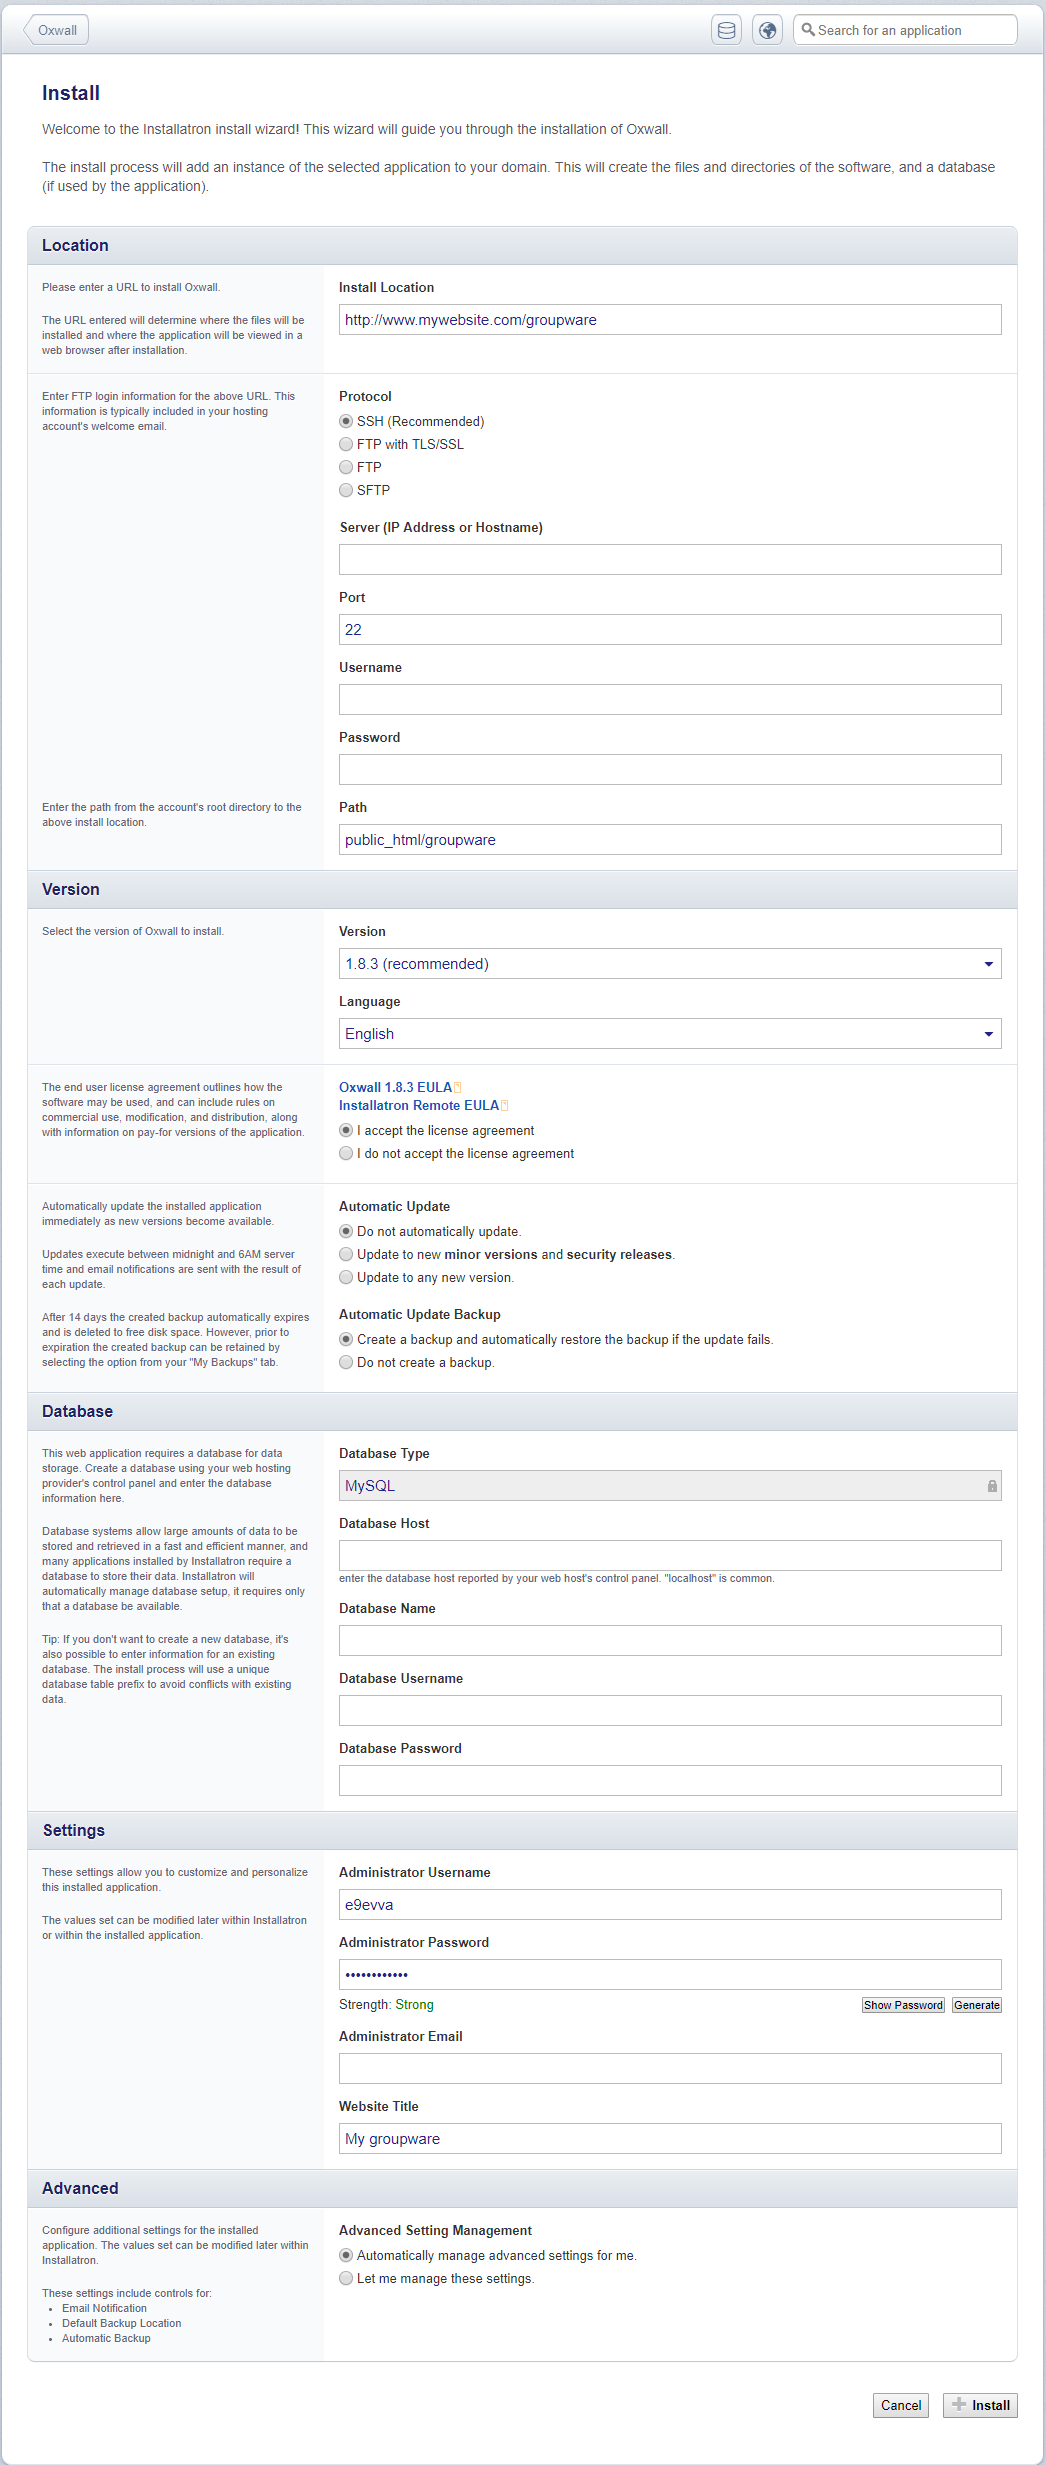 Oxwall
Search for an application
Install
Welcome to the Installatron install wizard! This wizard will guide you through the installation of Oxwall.
The install process will add an instance of the selected application to your domain. This will create the files and directories of the software, and a database
(if used by the application).
Location
Please enter a URL to install Oxwall.
The URL entered will determine where the files will be
installed and where the application will be viewed in a
web browser after installation.
Install Location
http://www.mywebsite.com/groupware
Enter FTP login information for the above URL. This
information is typically included in your hosting
account's welcome email.
Protocol
SSH (Recommended)
FTP with TLS/SSL
FTP
SFTP
Server (IP Address or Hostname)
Port
22
Username
Password
Enter the path from the account's root directory to the
above install location.
Path
public_html/groupware
Version
Select the version of Oxwall to install.
Version
1.8.3 (recommended)
Language
English
The end user license agreement outlines how the
software may be used, and can include rules on
commercial use, modification, and distribution, along
with information on pay-for versions of the application.
Oxwall 1.8.3 EULA
Installatron Remote EULA
I accept the license agreement
I do not accept the license agreement
Automatically update the installed application
immediately as new versions become available.
Updates execute between midnight and 6AM server
time and email notifications are sent with the result of
each update.
After 14 days the created backup automatically expires
and is deleted to free disk space. However, prior to
expiration the created backup can be retained by
selecting the option from your "My Backups" tab.
Automatic Update
Do not automatically update.
Update to new minor versions and security releases.
Update to any new version.
Automatic Update Backup
Create a backup and automatically restore the backup if the update fails.
Do not create a backup.
Database
This web application requires a database for data
storage. Create a database using your web hosting
provider's control panel and enter the database
information here.
Database systems allow large amounts of data to be
stored and retrieved in a fast and efficient manner, and
many applications installed by Installatron require a
database to store their data. Installatron will
automatically manage database setup, it requires only
that a database be available.
Tip: If you don't want to create a new database, it's
also possible to enter information for an existing
database. The install process will use a unique
database table prefix to avoid conflicts with existing
data.
Database Type
MySQL
Database Host
enter the database host reported by your web host's control panel. "localhost" is common.
Database Name
Database Username
Database Password
Settings
These settings allow you to customize and personalize
this installed application.
The values set can be modified later within Installatron
or within the installed application.
Administrator Username
e9evva
Administrator Password
••••••••••••
Strength: Strong
Show Password Generate
Administrator Email
Website Title
My groupware
Advanced
Configure additional settings for the installed
application. The values set can be modified later within
Installatron.
These settings include controls for:
• Email Notification
• Default Backup Location
• Automatic Backup
Advanced Setting Management
Automatically manage advanced settings for me.
Let me manage these settings.
Cancel
Install